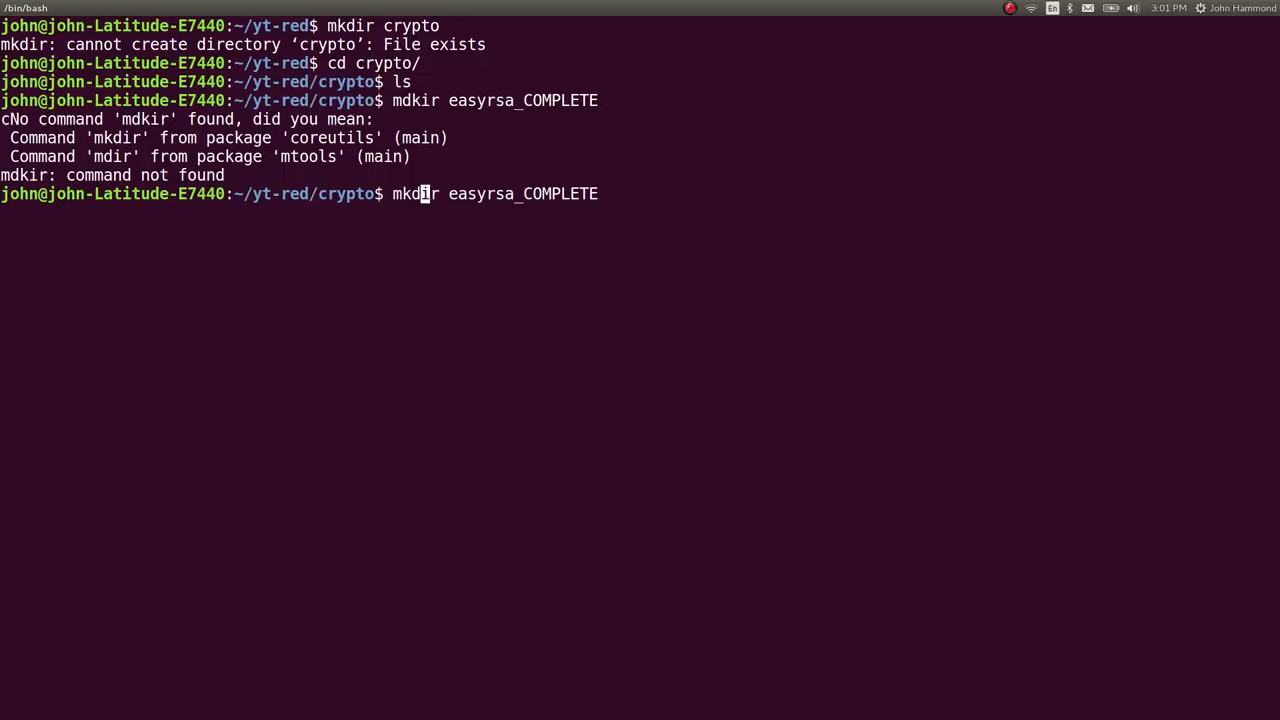 /bin/bash En 3:01 PM John Hammond
john@john-Latitude-E7440:~/yt-red$ mkdir crypto
mkdir: cannot create directory ‘crypto’: File exists
john@john-Latitude-E7440:~/yt-red$ cd crypto/
john@john-Latitude-E7440:~/yt-red/crypto$ ls
john@john-Latitude-E7440:~/yt-red/crypto$ mdkir easyrsa_COMPLETE
cNo command 'mdkir' found, did you mean:
 Command 'mkdir' from package 'coreutils' (main)
 Command 'mdir' from package 'mtools' (main)
mdkir: command not found
john@john-Latitude-E7440:~/yt-red/crypto$ mkdir easyrsa_COMPLETE